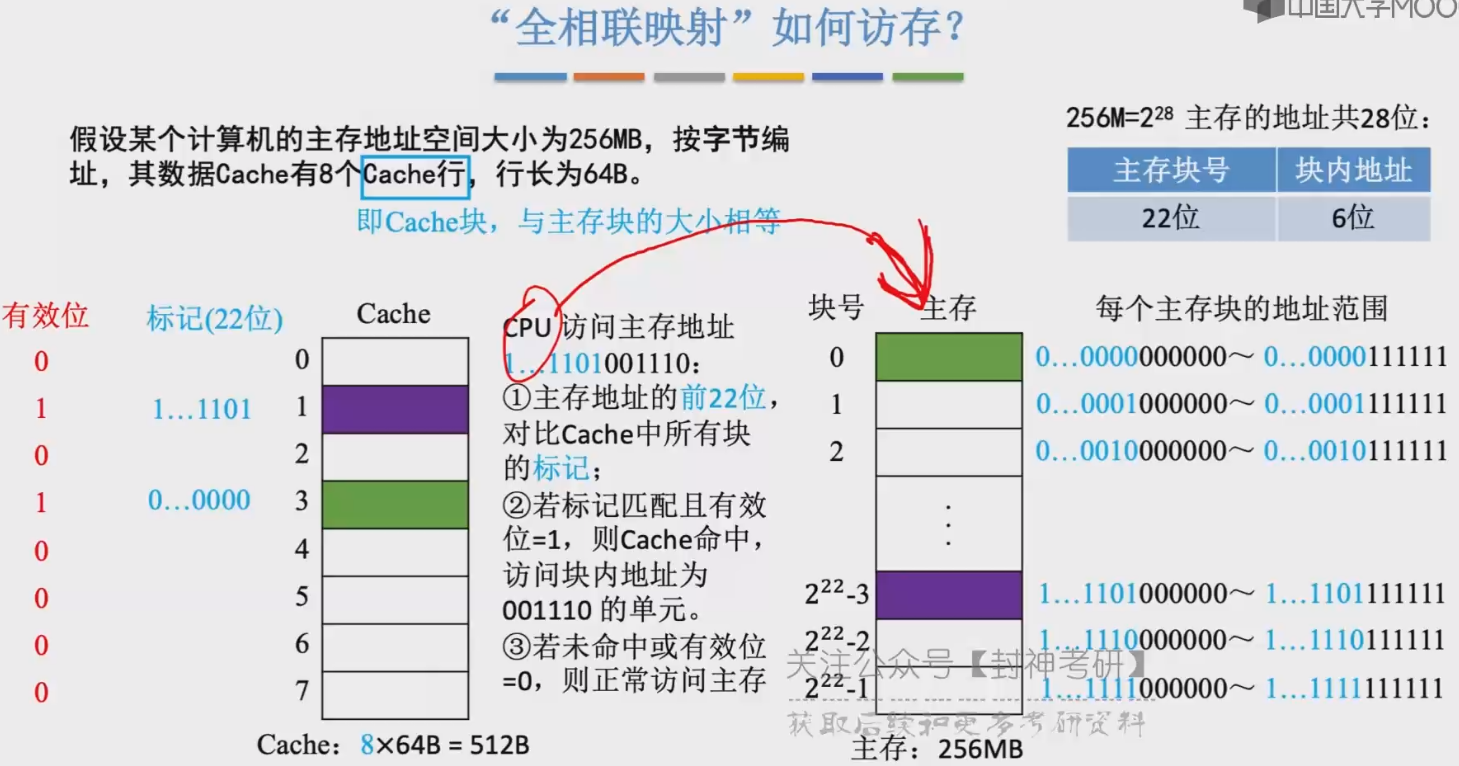 中国大学MOO
“全相联映射”如何访存？
假设某个计算机的主存地址空间大小为256MB，按字节编
址，其数据Cache有8个Cache行，行长为64B。
即Cache块，与主存块的大小相等
256M=2²⁸ 主存的地址共28位：
主存块号 块内地址
22位 6位
有效位 标记(22位) Cache
0 0
1 1…1101 1
0 2
1 0…0000 3
0 4
0 5
0 6
0 7
Cache：8×64B = 512B
CPU 访问主存地址
1…1101001110：
①主存地址的前22位，
对比Cache中所有块
的标记；
②若标记匹配且有效
位=1，则Cache命中，
访问块内地址为
001110 的单元。
③若未命中或有效位
=0，则正常访问主存
块号 主存 每个主存块的地址范围
0 0…0000000000～ 0…0000111111
1 0…0001000000～ 0…0001111111
2 0…0010000000～ 0…0010111111
2²²-3 1…1101000000～ 1…1101111111
2²²-2 1…1110000000～ 1…1110111111
2²²-1 1…1111000000～ 1…1111111111
主存：256MB
关注公众号【封神考研】
获取后续和更多考研资料